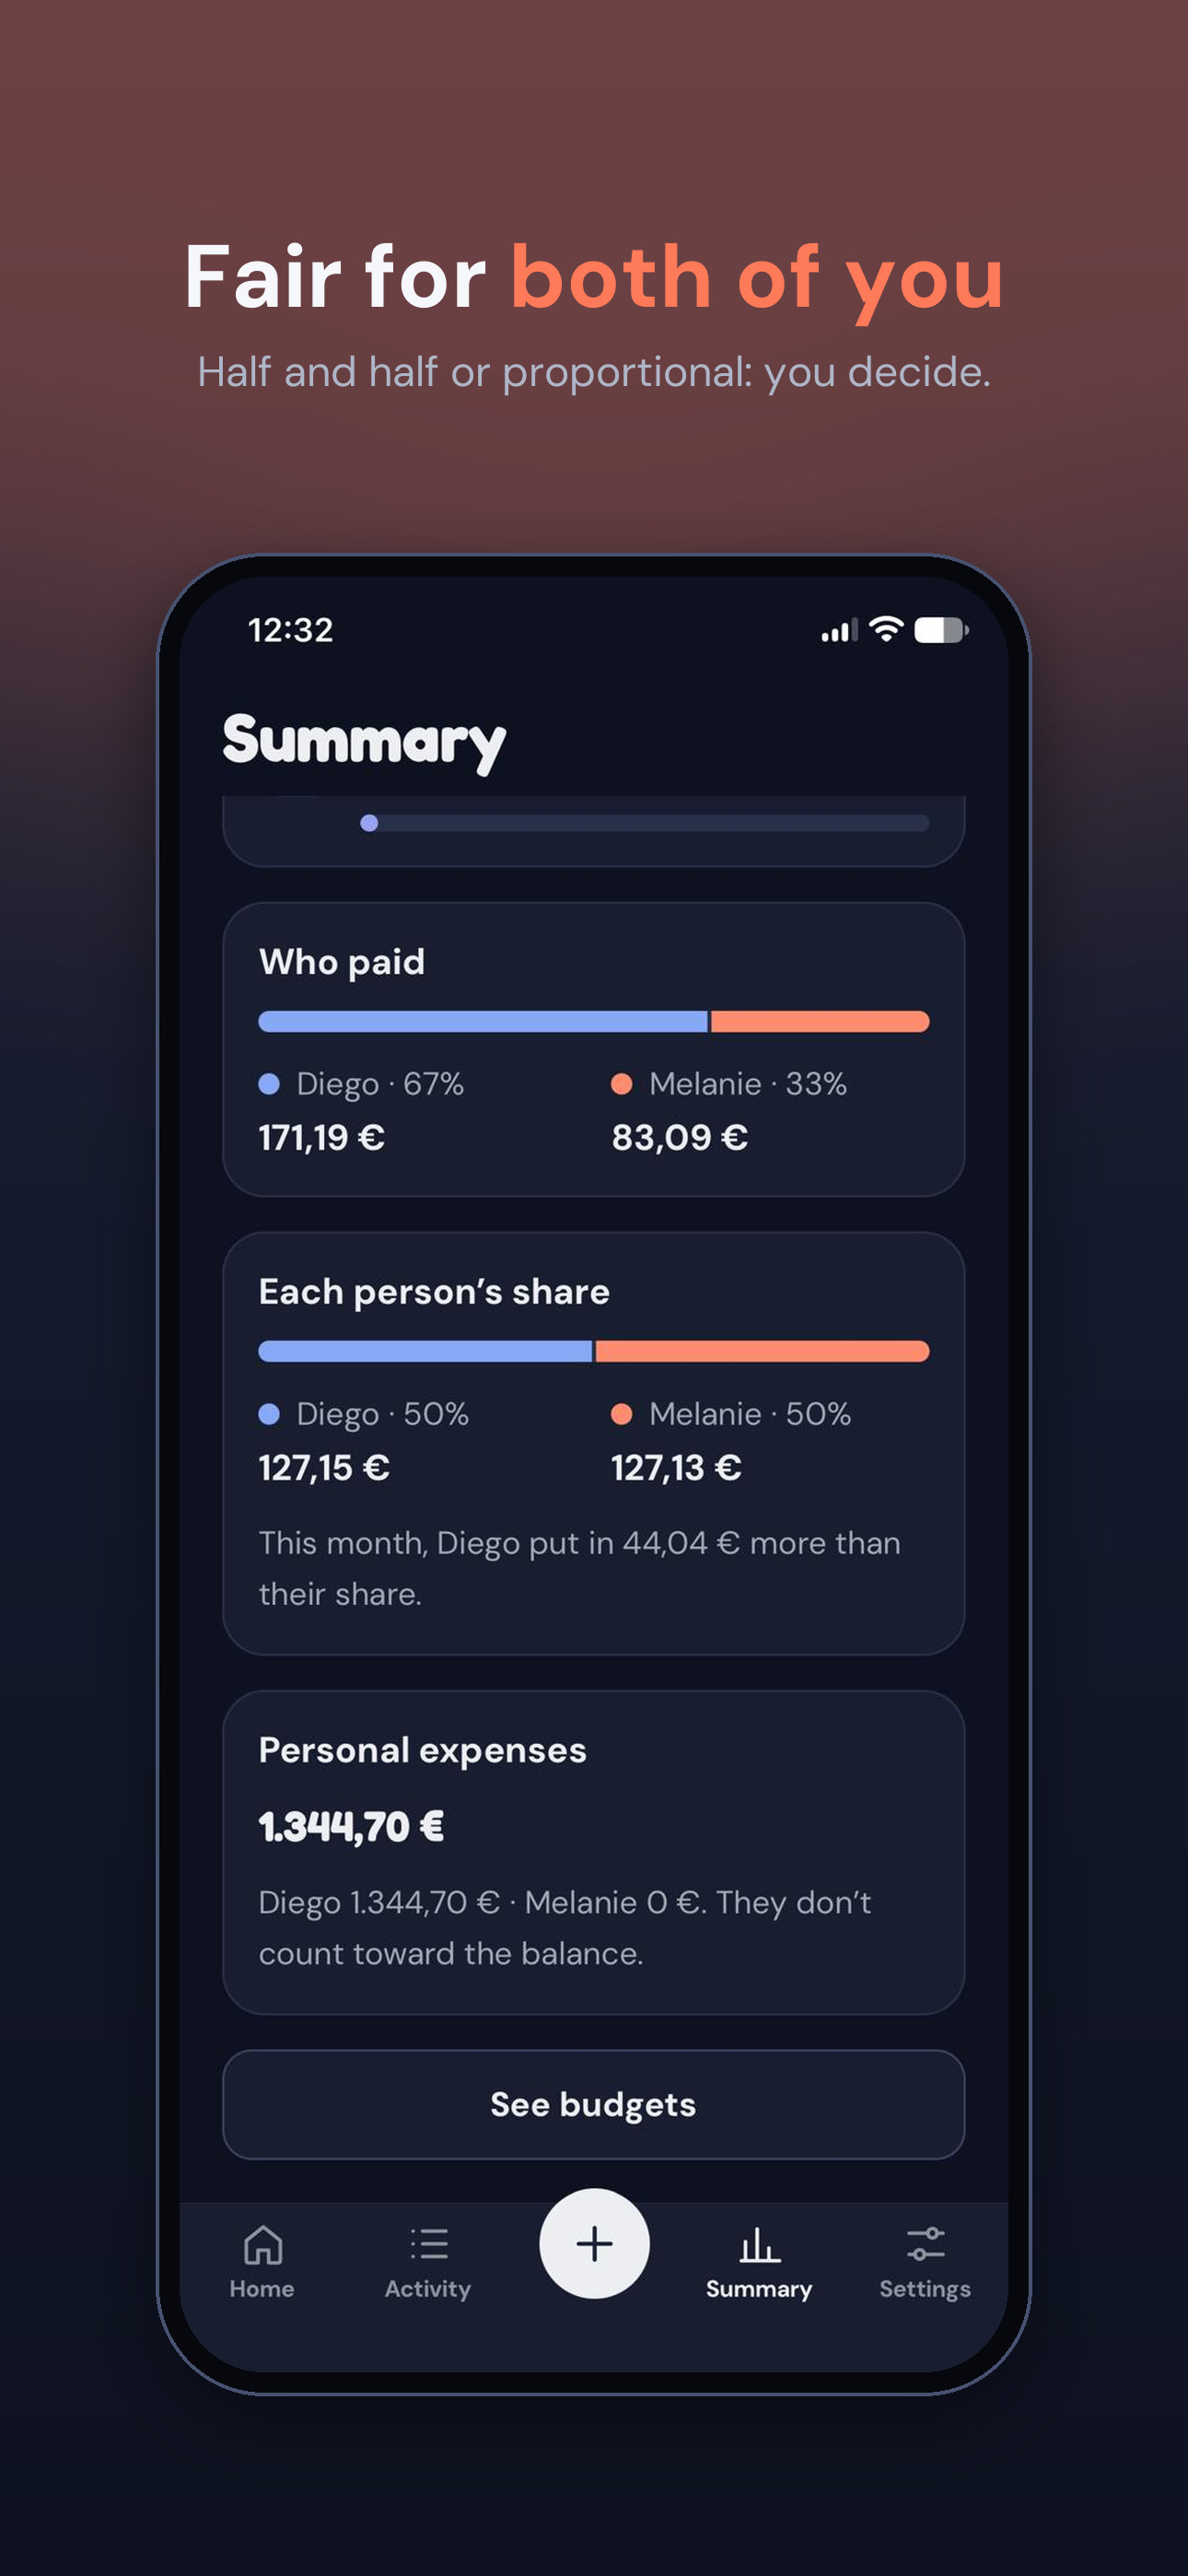 Fair for both of you
Half and half or proportional: you decide.
12:32
Summary
Who paid
Diego · 67%
Melanie · 33%
171,19 €
83,09 €
Each person’s share
Diego · 50%
Melanie · 50%
127,15 €
127,13 €
This month, Diego put in 44,04 € more than
their share.
Personal expenses
1.344,70 €
Diego 1.344,70 € · Melanie 0 €. They don’t
count toward the balance.
See budgets
Home
Activity
Summary
Settings